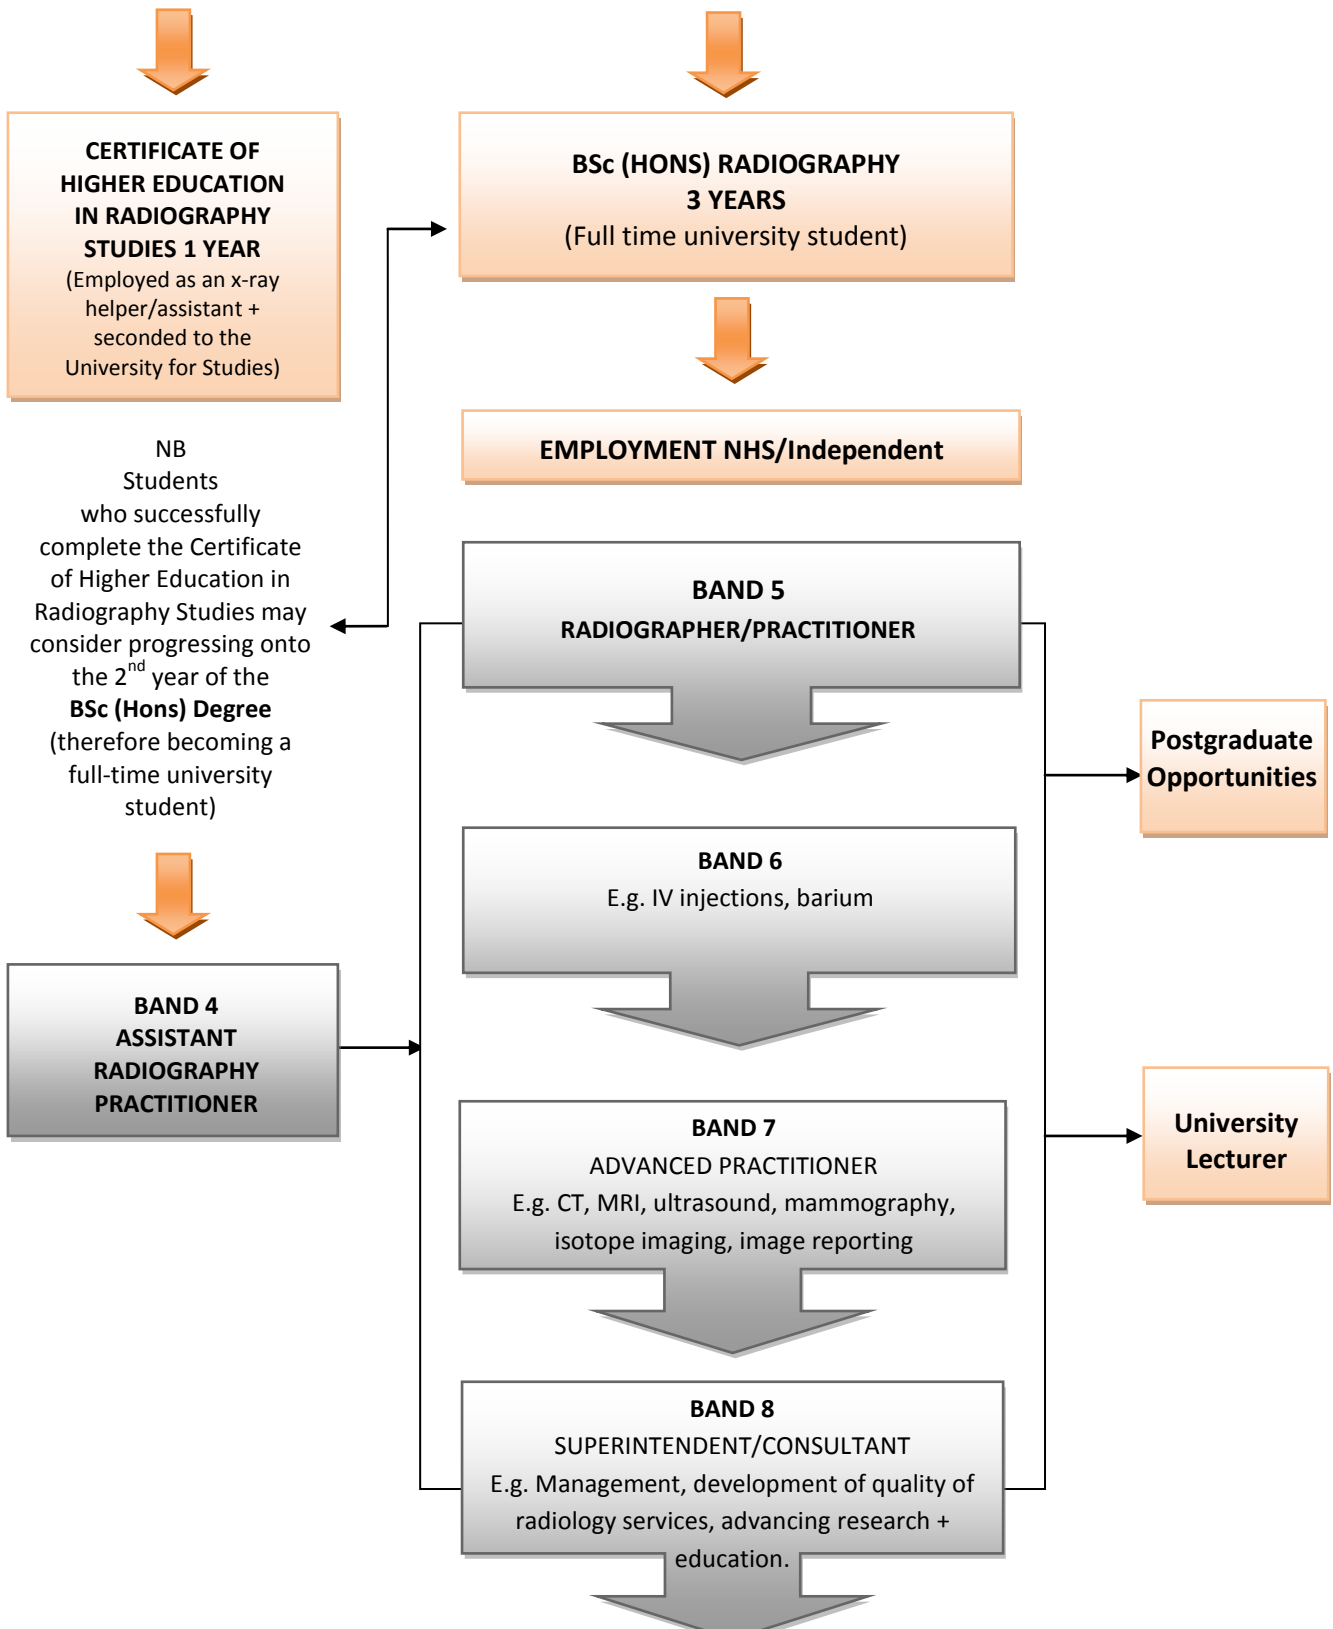 CERTIFICATE OF
HIGHER EDUCATION
IN RADIOGRAPHY
STUDIES 1 YEAR
(Employed as an x-ray
helper/assistant +
seconded to the
University for Studies)
BSc (HONS) RADIOGRAPHY
3 YEARS
(Full time university student)
EMPLOYMENT NHS/Independent
NB
Students
who successfully
complete the Certificate
of Higher Education in
Radiography Studies may
consider progressing onto
the 2nd year of the
BSc (Hons) Degree
(therefore becoming a
full-time university
student)
BAND 4
ASSISTANT
RADIOGRAPHY
PRACTITIONER
BAND 5
RADIOGRAPHER/PRACTITIONER
BAND 6
E.g. IV injections, barium
BAND 7
ADVANCED PRACTITIONER
E.g. CT, MRI, ultrasound, mammography,
isotope imaging, image reporting
BAND 8
SUPERINTENDENT/CONSULTANT
E.g. Management, development of quality of
radiology services, advancing research +
education.
Postgraduate
Opportunities
University
Lecturer